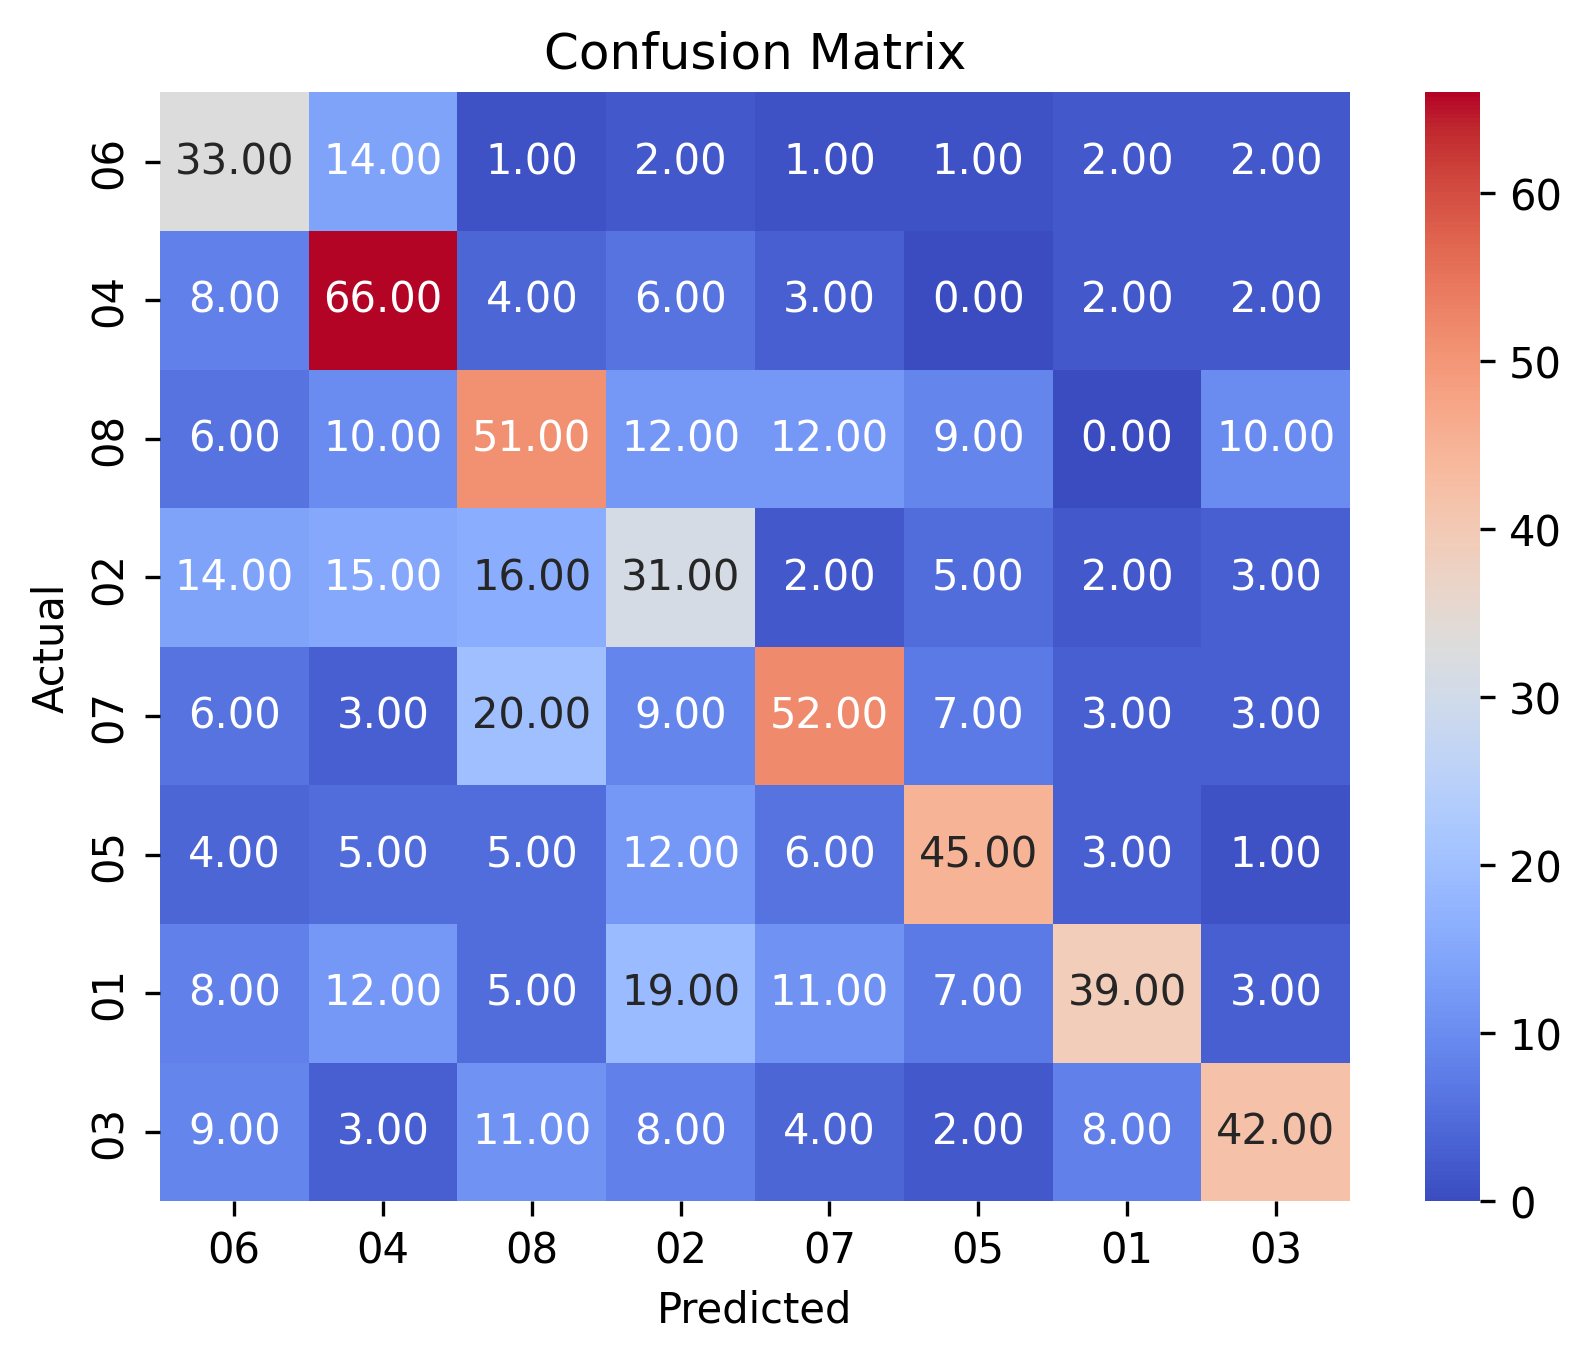 Confusion Matrix
06 33.00 14.00 1.00 2.00 1.00 1.00 2.00 2.00
04 8.00 66.00 4.00 6.00 3.00 0.00 2.00 2.00
08 6.00 10.00 51.00 12.00 12.00 9.00 0.00 10.00
02 14.00 15.00 16.00 31.00 2.00 5.00 2.00 3.00
07 6.00 3.00 20.00 9.00 52.00 7.00 3.00 3.00
05 4.00 5.00 5.00 12.00 6.00 45.00 3.00 1.00
01 8.00 12.00 5.00 19.00 11.00 7.00 39.00 3.00
03 9.00 3.00 11.00 8.00 4.00 2.00 8.00 42.00
06 04 08 02 07 05 01 03
Predicted
Actual
60
50
40
30
20
10
0